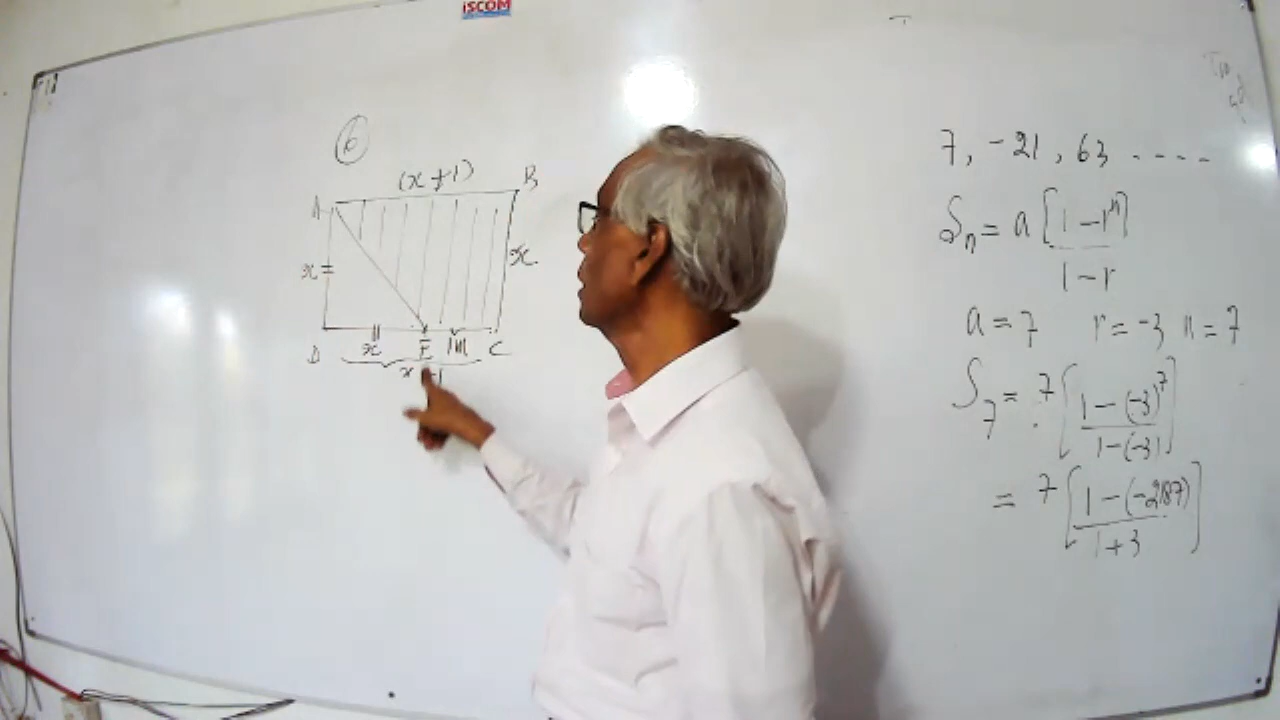 iSCOM
6
(x + 1)
A B
x = x
x E 1m
D C
x + 1
7, -21, 63 ....
Sn = a [1 - r^n]
1 - r
a = 7 r = -3 n = 7
S7 = 7 [1 - (-3)^7]
1 - (-3)
= 7 [1 - (-2187)]
1 + 3